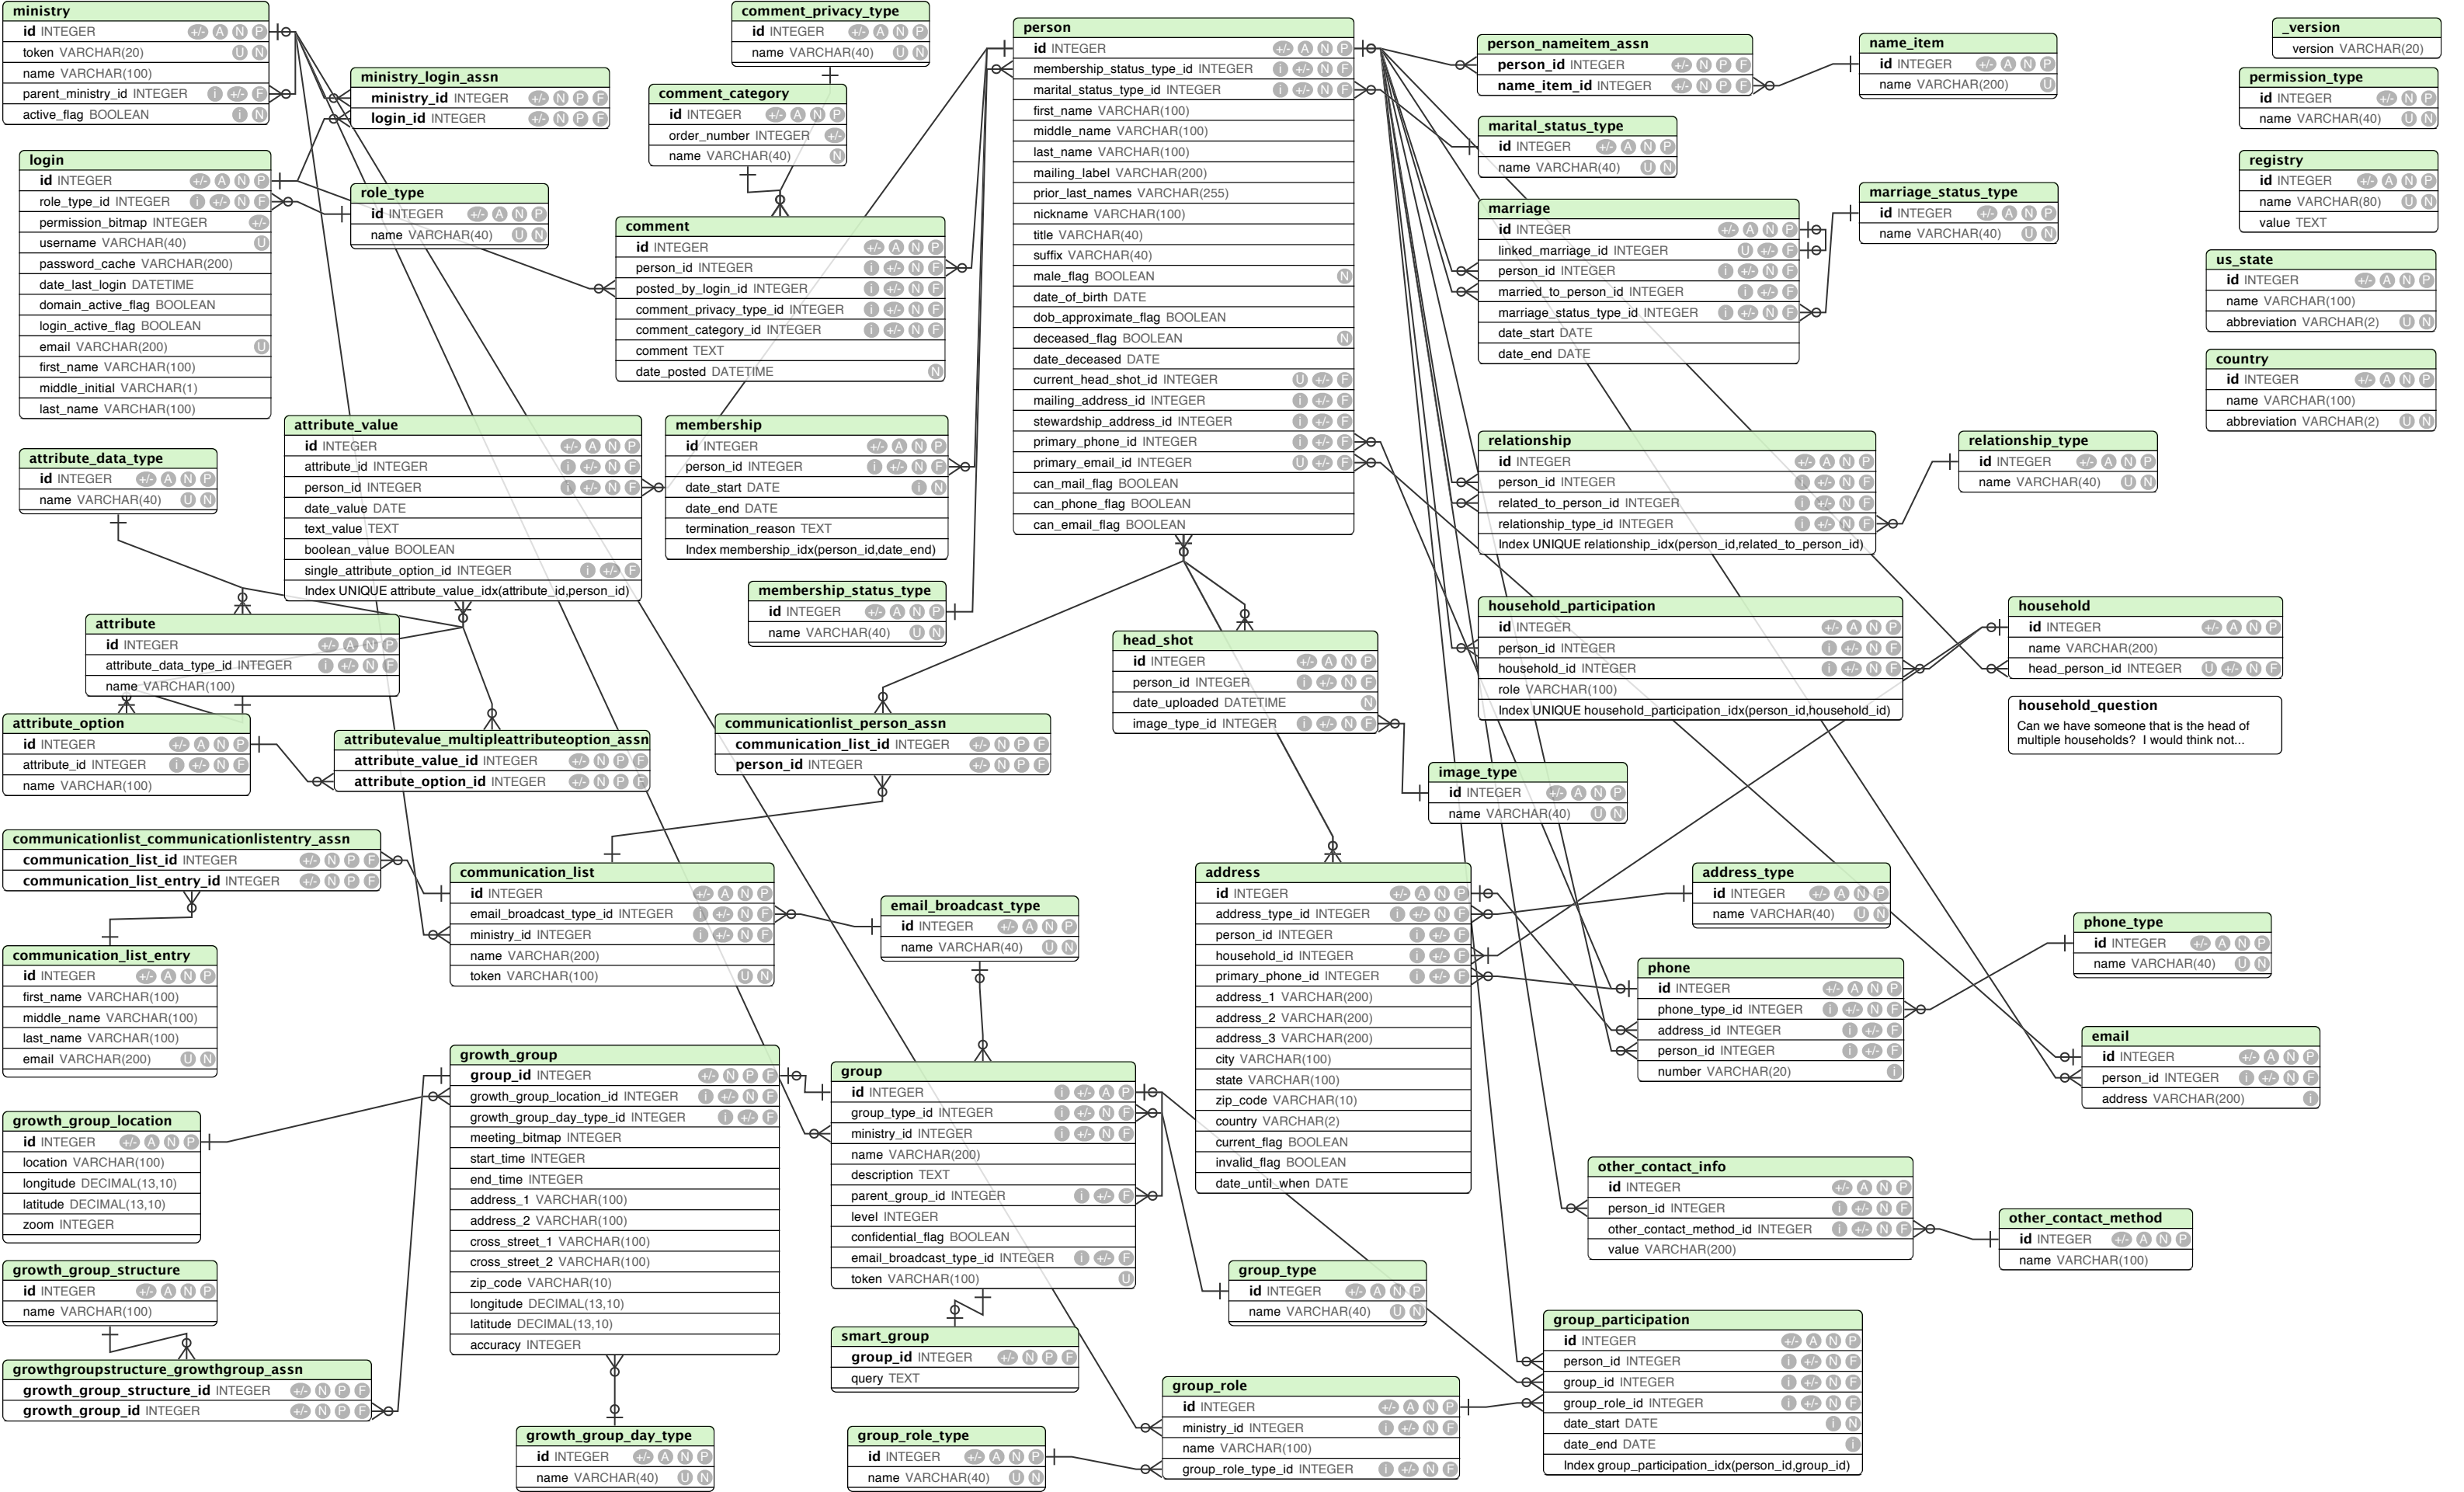 ministry
id INTEGER +/- A N P
token VARCHAR(20) U N
name VARCHAR(100)
parent_ministry_id INTEGER i +/- F
active_flag BOOLEAN i N
ministry_login_assn
ministry_id INTEGER +/- N P F
login_id INTEGER +/- N P F
login
id INTEGER +/- A N P
role_type_id INTEGER i +/- N F
permission_bitmap INTEGER +/-
username VARCHAR(40) U
password_cache VARCHAR(200)
date_last_login DATETIME
domain_active_flag BOOLEAN
login_active_flag BOOLEAN
email VARCHAR(200) U
first_name VARCHAR(100)
middle_initial VARCHAR(1)
last_name VARCHAR(100)
role_type
id INTEGER +/- A N P
name VARCHAR(40) U N
comment_privacy_type
id INTEGER +/- A N P
name VARCHAR(40) U N
comment_category
id INTEGER +/- A N P
order_number INTEGER +/-
name VARCHAR(40) N
comment
id INTEGER +/- A N P
person_id INTEGER i +/- N F
posted_by_login_id INTEGER i +/- N F
comment_privacy_type_id INTEGER i +/- N F
comment_category_id INTEGER i +/- N F
comment TEXT
date_posted DATETIME N
person
id INTEGER +/- A N P
membership_status_type_id INTEGER i +/- N F
marital_status_type_id INTEGER i +/- N F
first_name VARCHAR(100)
middle_name VARCHAR(100)
last_name VARCHAR(100)
mailing_label VARCHAR(200)
prior_last_names VARCHAR(255)
nickname VARCHAR(100)
title VARCHAR(40)
suffix VARCHAR(40)
male_flag BOOLEAN N
date_of_birth DATE
dob_approximate_flag BOOLEAN
deceased_flag BOOLEAN N
date_deceased DATE
current_head_shot_id INTEGER U +/- F
mailing_address_id INTEGER i +/- F
stewardship_address_id INTEGER i +/- F
primary_phone_id INTEGER i +/- F
primary_email_id INTEGER U +/- F
can_mail_flag BOOLEAN
can_phone_flag BOOLEAN
can_email_flag BOOLEAN
person_nameitem_assn
person_id INTEGER +/- N P F
name_item_id INTEGER +/- N P F
name_item
id INTEGER +/- A N P
name VARCHAR(200) U
marital_status_type
id INTEGER +/- A N P
name VARCHAR(40) U N
marriage
id INTEGER +/- A N P
linked_marriage_id INTEGER U +/- F
person_id INTEGER i +/- N F
married_to_person_id INTEGER i +/- F
marriage_status_type_id INTEGER i +/- N F
date_start DATE
date_end DATE
marriage_status_type
id INTEGER +/- A N P
name VARCHAR(40) U N
_version
version VARCHAR(20)
permission_type
id INTEGER +/- N P
name VARCHAR(40) U N
registry
id INTEGER +/- A N P
name VARCHAR(80) U N
value TEXT
us_state
id INTEGER +/- A N P
name VARCHAR(100)
abbreviation VARCHAR(2) U N
country
id INTEGER +/- A N P
name VARCHAR(100)
abbreviation VARCHAR(2) U N
attribute_data_type
id INTEGER +/- A N P
name VARCHAR(40) U N
attribute_value
id INTEGER +/- A N P
attribute_id INTEGER i +/- N F
person_id INTEGER i +/- N F
date_value DATE
text_value TEXT
boolean_value BOOLEAN
single_attribute_option_id INTEGER i +/- F
Index UNIQUE attribute_value_idx(attribute_id,person_id)
membership
id INTEGER +/- A N P
person_id INTEGER i +/- N F
date_start DATE i N
date_end DATE
termination_reason TEXT
Index membership_idx(person_id,date_end)
membership_status_type
id INTEGER +/- A N P
name VARCHAR(40) U N
relationship
id INTEGER +/- A N P
person_id INTEGER i +/- N F
related_to_person_id INTEGER i +/- N F
relationship_type_id INTEGER i +/- N F
Index UNIQUE relationship_idx(person_id,related_to_person_id)
relationship_type
id INTEGER +/- A N P
name VARCHAR(40) U N
attribute
id INTEGER +/- A N P
attribute_data_type_id INTEGER i +/- N F
name VARCHAR(100)
attribute_option
id INTEGER +/- A N P
attribute_id INTEGER i +/- N F
name VARCHAR(100)
attributevalue_multipleattributeoption_assn
attribute_value_id INTEGER +/- N P F
attribute_option_id INTEGER +/- N P F
communicationlist_person_assn
communication_list_id INTEGER +/- N P F
person_id INTEGER +/- N P F
head_shot
id INTEGER +/- A N P
person_id INTEGER i +/- N F
date_uploaded DATETIME N
image_type_id INTEGER i +/- N F
household_participation
id INTEGER +/- A N P
person_id INTEGER i +/- N F
household_id INTEGER i +/- N F
role VARCHAR(100)
Index UNIQUE household_participation_idx(person_id,household_id)
household
id INTEGER +/- A N P
name VARCHAR(200)
head_person_id INTEGER U +/- N F
household_question
Can we have someone that is the head of
multiple households? I would think not...
image_type
id INTEGER +/- A N P
name VARCHAR(40) U N
communicationlist_communicationlistentry_assn
communication_list_id INTEGER +/- N P F
communication_list_entry_id INTEGER +/- N P F
communication_list
id INTEGER +/- A N P
email_broadcast_type_id INTEGER i +/- N F
ministry_id INTEGER i +/- N F
name VARCHAR(200)
token VARCHAR(100) U N
email_broadcast_type
id INTEGER +/- A N P
name VARCHAR(40) U N
communication_list_entry
id INTEGER +/- A N P
first_name VARCHAR(100)
middle_name VARCHAR(100)
last_name VARCHAR(100)
email VARCHAR(200) U N
address
id INTEGER +/- A N P
address_type_id INTEGER i +/- N F
person_id INTEGER i +/- F
household_id INTEGER i +/- F
primary_phone_id INTEGER i +/- F
address_1 VARCHAR(200)
address_2 VARCHAR(200)
address_3 VARCHAR(200)
city VARCHAR(100)
state VARCHAR(100)
zip_code VARCHAR(10)
country VARCHAR(2)
current_flag BOOLEAN
invalid_flag BOOLEAN
date_until_when DATE
address_type
id INTEGER +/- A N P
name VARCHAR(40) U N
phone
id INTEGER +/- A N P
phone_type_id INTEGER i +/- N F
address_id INTEGER i +/- F
person_id INTEGER i +/- F
number VARCHAR(20) i
phone_type
id INTEGER +/- A N P
name VARCHAR(40) U N
email
id INTEGER +/- A N P
person_id INTEGER i +/- N F
address VARCHAR(200) i
growth_group
group_id INTEGER +/- N P F
growth_group_location_id INTEGER i +/- N F
growth_group_day_type_id INTEGER i +/- F
meeting_bitmap INTEGER
start_time INTEGER
end_time INTEGER
address_1 VARCHAR(100)
address_2 VARCHAR(100)
cross_street_1 VARCHAR(100)
cross_street_2 VARCHAR(100)
zip_code VARCHAR(10)
longitude DECIMAL(13,10)
latitude DECIMAL(13,10)
accuracy INTEGER
group
id INTEGER i +/- A P
group_type_id INTEGER i +/- N F
ministry_id INTEGER i +/- N F
name VARCHAR(200)
description TEXT
parent_group_id INTEGER i +/- F
level INTEGER
confidential_flag BOOLEAN
email_broadcast_type_id INTEGER i +/- F
token VARCHAR(100) U
growth_group_location
id INTEGER +/- A N P
location VARCHAR(100)
longitude DECIMAL(13,10)
latitude DECIMAL(13,10)
zoom INTEGER
growth_group_structure
id INTEGER +/- A N P
name VARCHAR(100)
growthgroupstructure_growthgroup_assn
growth_group_structure_id INTEGER +/- N P F
growth_group_id INTEGER +/- N P F
growth_group_day_type
id INTEGER +/- A N P
name VARCHAR(40) U N
smart_group
group_id INTEGER +/- N P F
query TEXT
group_role_type
id INTEGER +/- A N P
name VARCHAR(40) U N
group_type
id INTEGER +/- A N P
name VARCHAR(40) U N
group_role
id INTEGER +/- A N P
ministry_id INTEGER i +/- N F
name VARCHAR(100)
group_role_type_id INTEGER i +/- N F
other_contact_info
id INTEGER +/- A N P
person_id INTEGER i +/- N F
other_contact_method_id INTEGER i +/- N F
value VARCHAR(200)
other_contact_method
id INTEGER +/- A N P
name VARCHAR(100)
group_participation
id INTEGER +/- A N P
person_id INTEGER i +/- N F
group_id INTEGER i +/- N F
group_role_id INTEGER i +/- N F
date_start DATE i N
date_end DATE i
Index group_participation_idx(person_id,group_id)